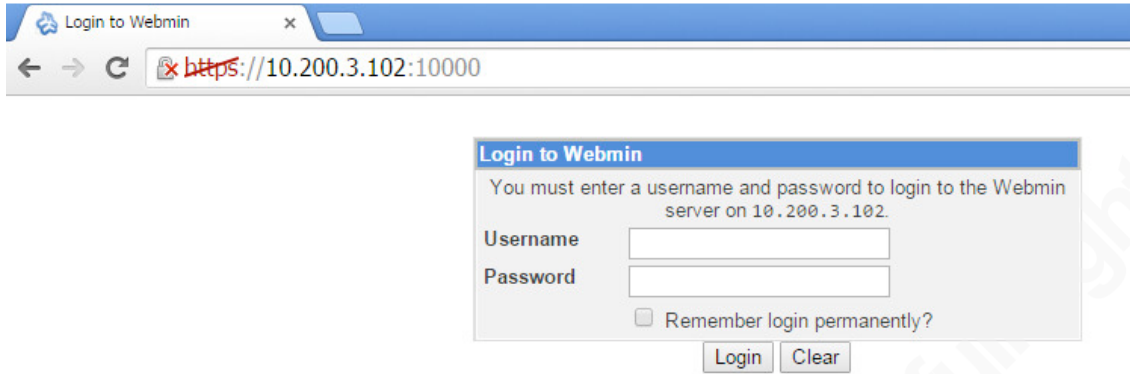 Login to Webmin
https://10.200.3.102:10000
Login to Webmin
You must enter a username and password to login to the Webmin
server on 10.200.3.102.
Username
Password
Remember login permanently?
Login Clear